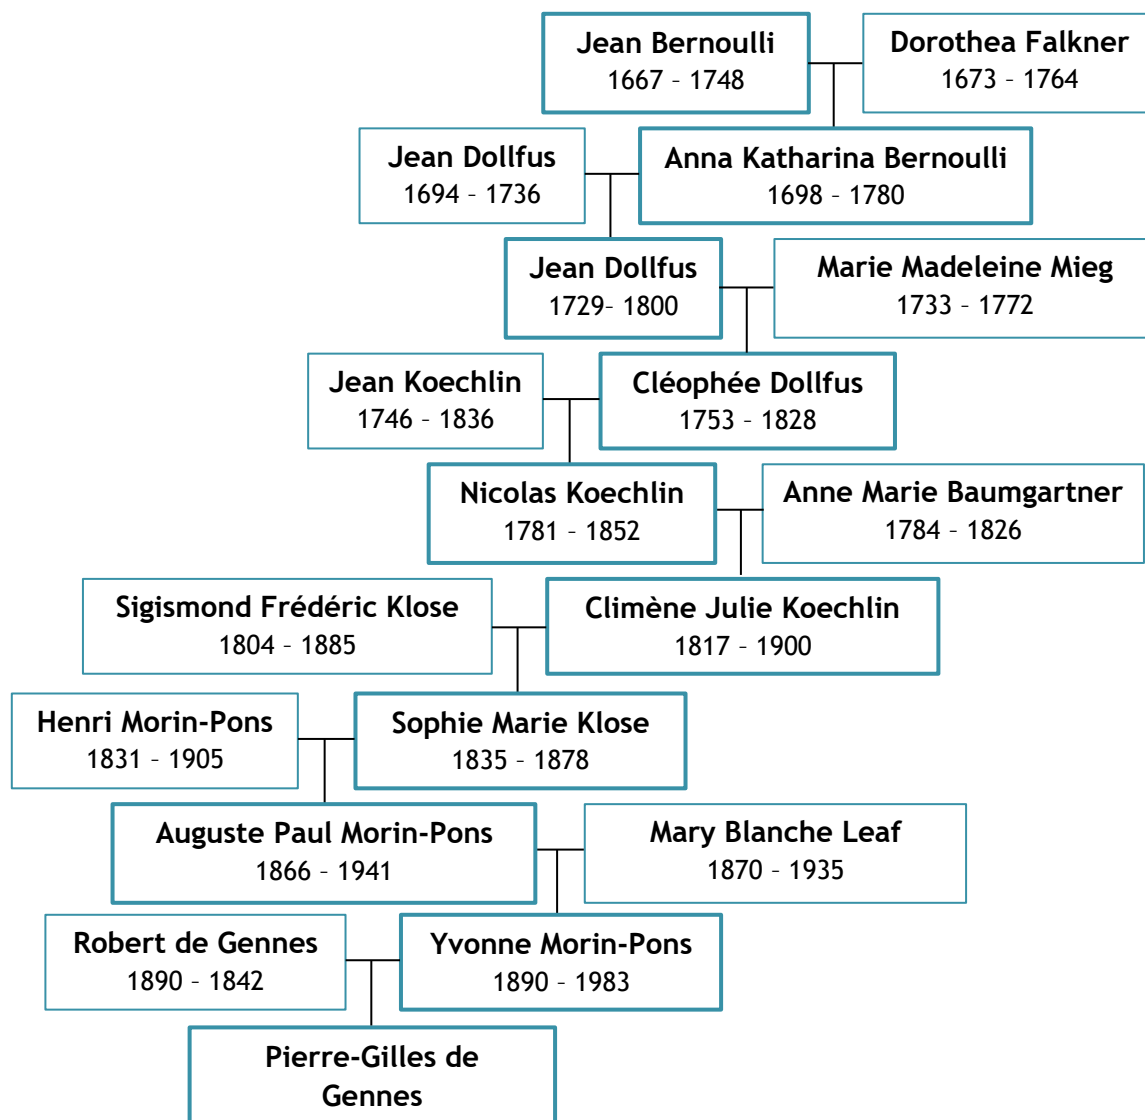 Jean Bernoulli
1667 - 1748
Dorothea Falkner
1673 - 1764
Jean Dollfus
1694 - 1736
Anna Katharina Bernoulli
1698 - 1780
Jean Dollfus
1729- 1800
Marie Madeleine Mieg
1733 - 1772
Jean Koechlin
1746 - 1836
Cléophée Dollfus
1753 - 1828
Nicolas Koechlin
1781 - 1852
Anne Marie Baumgartner
1784 - 1826
Sigismond Frédéric Klose
1804 - 1885
Climène Julie Koechlin
1817 - 1900
Henri Morin-Pons
1831 - 1905
Sophie Marie Klose
1835 - 1878
Auguste Paul Morin-Pons
1866 - 1941
Mary Blanche Leaf
1870 - 1935
Robert de Gennes
1890 - 1842
Yvonne Morin-Pons
1890 - 1983
Pierre-Gilles de
Gennes